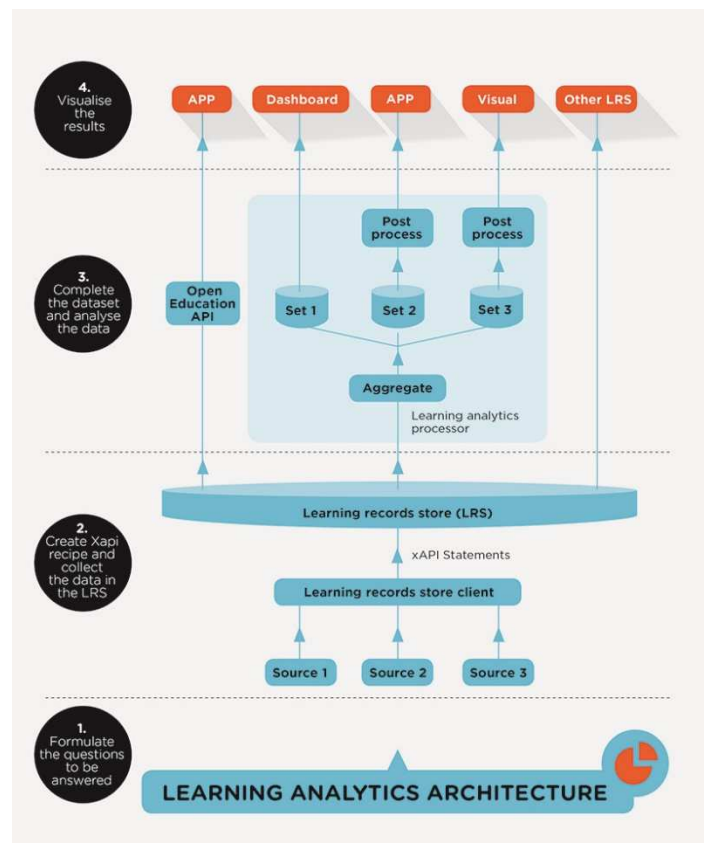 4.
Visualise
the
results
APP
Dashboard
APP
Visual
Other LRS
3.
Complete
the dataset
and analyse
the data
Open
Education
API
Post
process
Post
process
Set 1
Set 2
Set 3
Aggregate
Learning analytics
processor
2.
Create Xapi
recipe and
collect
the data in
the LRS
Learning records store (LRS)
xAPI Statements
Learning records store client
Source 1
Source 2
Source 3
1.
Formulate
the questions
to be
answered
LEARNING ANALYTICS ARCHITECTURE